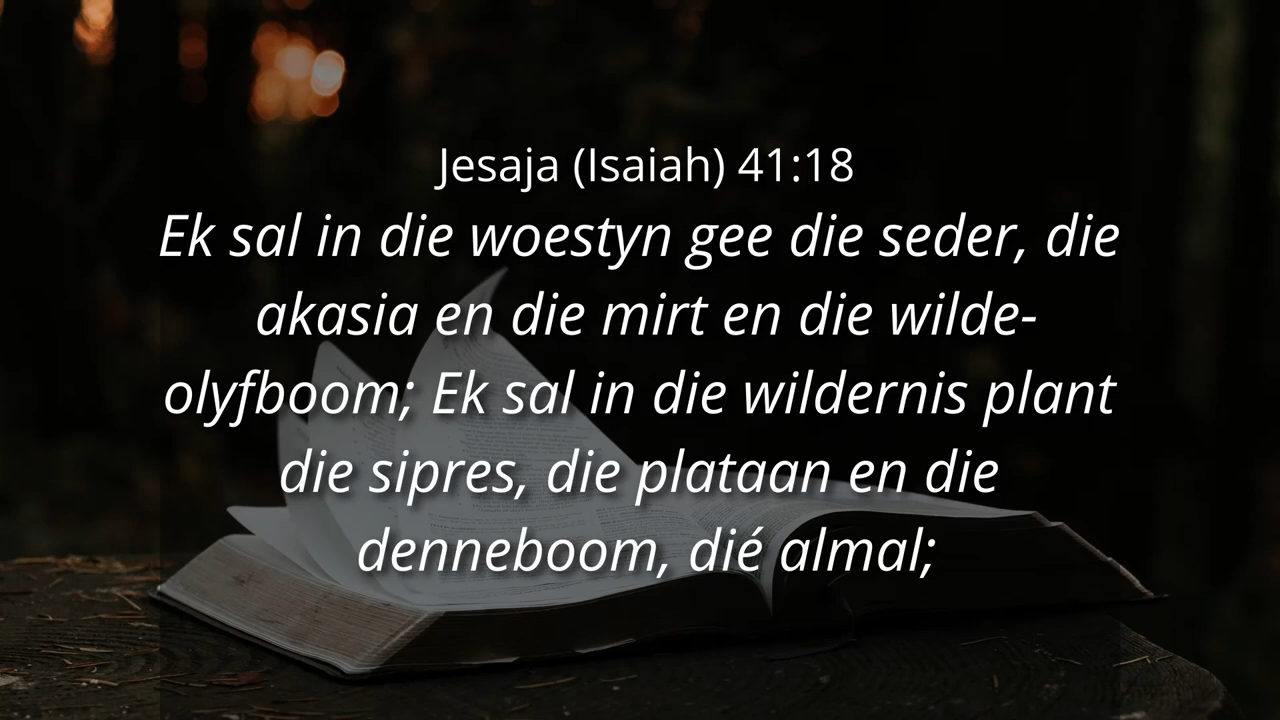 Jesaja (Isaiah) 41:18
Ek sal in die woestyn gee die seder, die
akasia en die mirt en die wilde-
olyfboom; Ek sal in die wildernis plant
die sipres, die plataan en die
denneboom, dié almal;